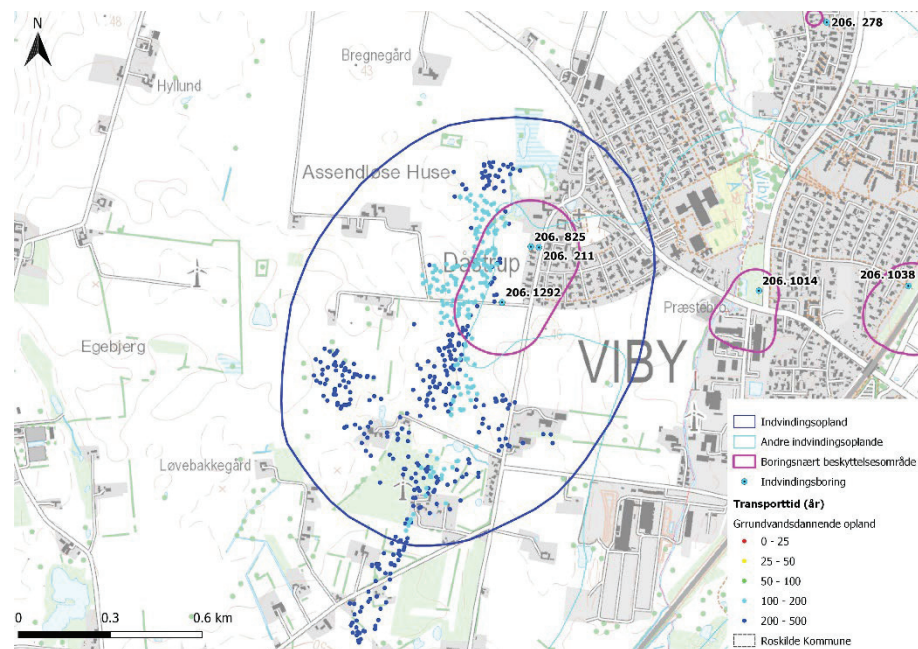 N
206. 278
Bregnegård
43
48
Hyllund
Assendløse Huse
206. 825
206. 211
Dåstrup
206. 1292
206. 1014
206. 1038
Egebjerg
VIBY
Løvebakkegård
Indvindingsopland
Andre indvindingsoplande
Boringsnært beskyttelsesområde
Indvindingsboring
Transporttid (år)
Grrundvandsdannende opland
0 - 25
25 - 50
50 - 100
100 - 200
200 - 500
Roskilde Kommune
0 0.3 0.6 km